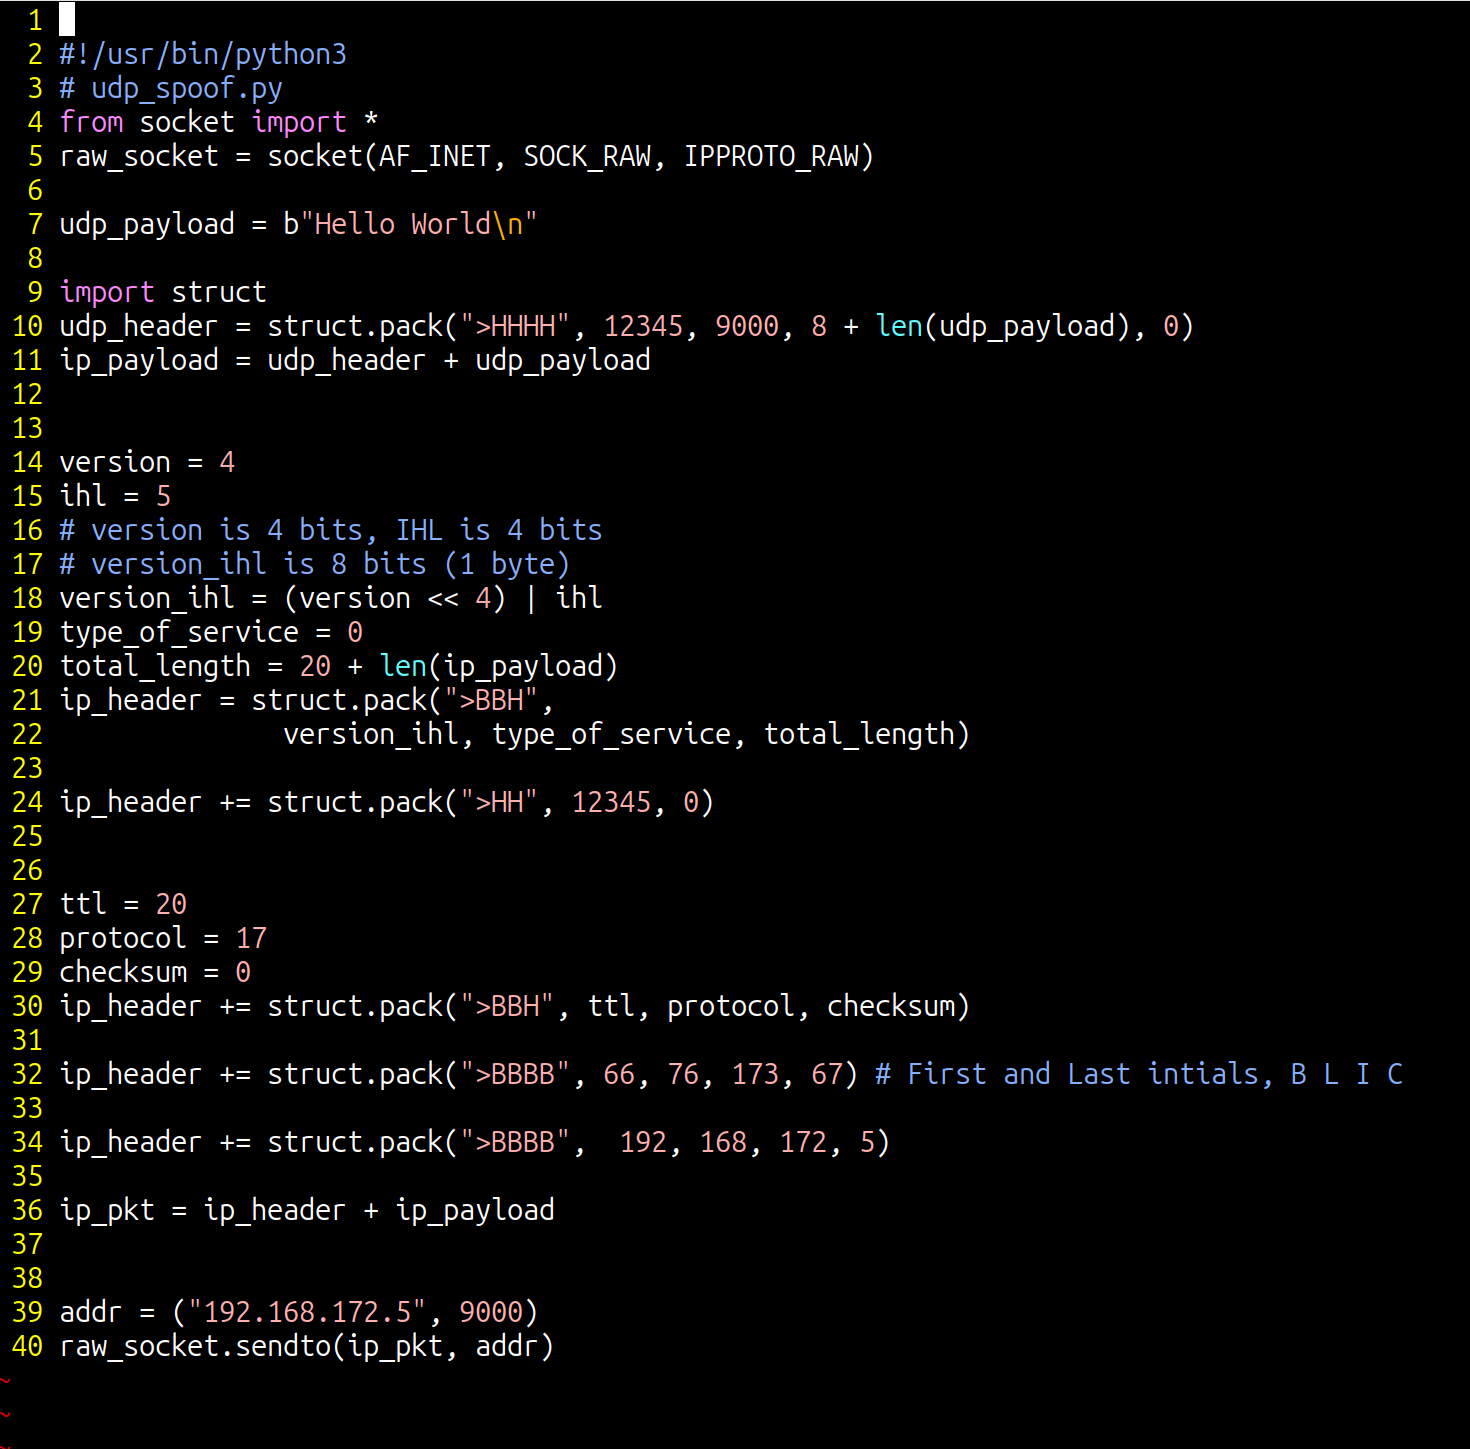 1
2 #!/usr/bin/python3
3 # udp_spoof.py
4 from socket import *
5 raw_socket = socket(AF_INET, SOCK_RAW, IPPROTO_RAW)
6
7 udp_payload = b"Hello World\n"
8
9 import struct
10 udp_header = struct.pack(">HHHH", 12345, 9000, 8 + len(udp_payload), 0)
11 ip_payload = udp_header + udp_payload
12
13
14 version = 4
15 ihl = 5
16 # version is 4 bits, IHL is 4 bits
17 # version_ihl is 8 bits (1 byte)
18 version_ihl = (version << 4) | ihl
19 type_of_service = 0
20 total_length = 20 + len(ip_payload)
21 ip_header = struct.pack(">BBH",
22               version_ihl, type_of_service, total_length)
23
24 ip_header += struct.pack(">HH", 12345, 0)
25
26
27 ttl = 20
28 protocol = 17
29 checksum = 0
30 ip_header += struct.pack(">BBH", ttl, protocol, checksum)
31
32 ip_header += struct.pack(">BBBB", 66, 76, 173, 67) # First and Last intials, B L I C
33
34 ip_header += struct.pack(">BBBB",  192, 168, 172, 5)
35
36 ip_pkt = ip_header + ip_payload
37
38
39 addr = ("192.168.172.5", 9000)
40 raw_socket.sendto(ip_pkt, addr)
~
~
~